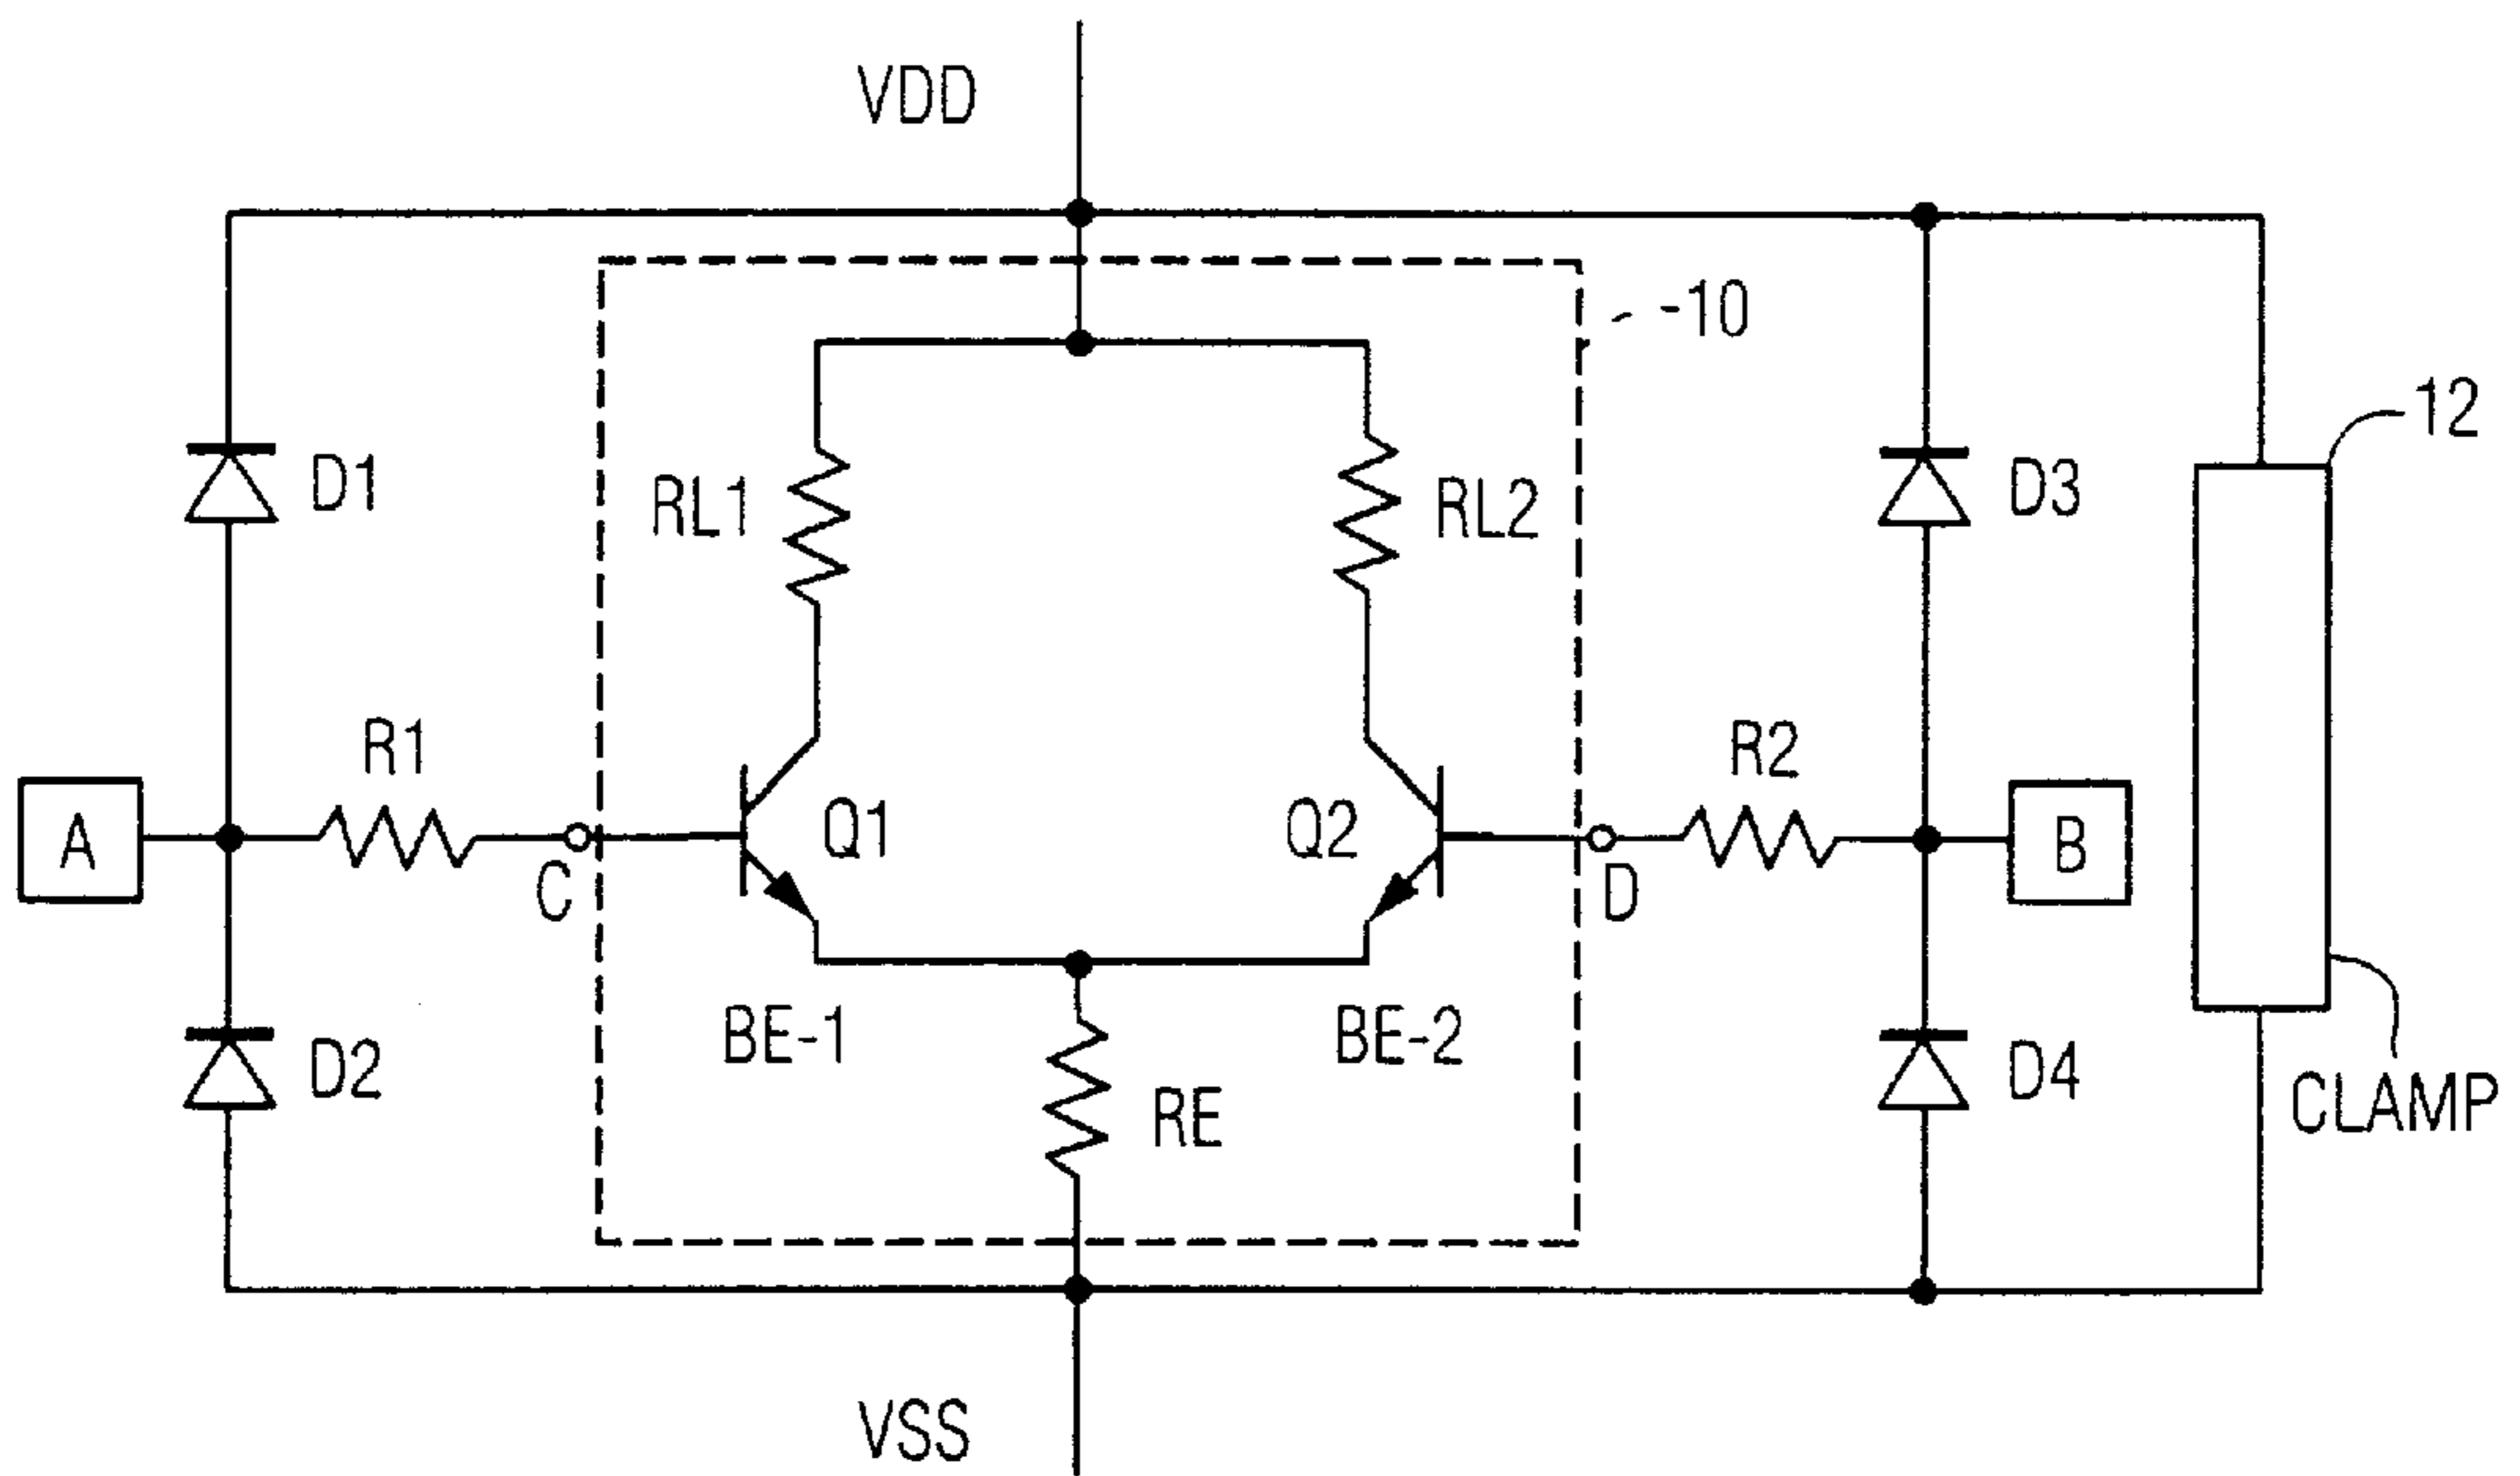 VDD
-10
12
D1
RL1
RL2
D3
R1
R2
A
Q1
Q2
B
C
D
BE-1
BE-2
D2
RE
D4
CLAMP
VSS